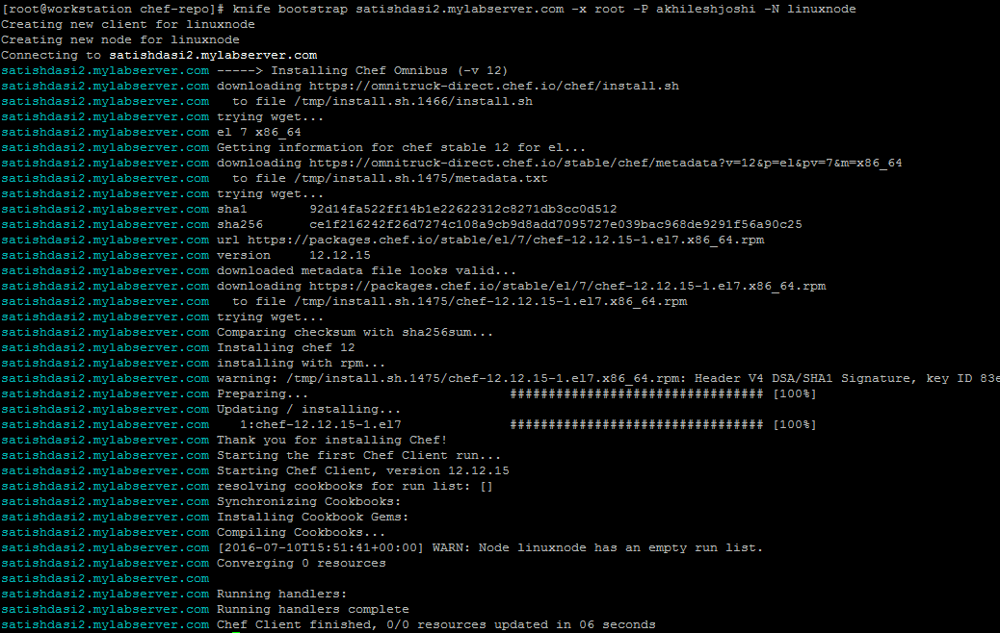 [root@workstation chef-repo]# knife bootstrap satishdasi2.mylabserver.com -x root -P akhileshjoshi -N linuxnode
Creating new client for linuxnode
Creating new node for linuxnode
Connecting to satishdasi2.mylabserver.com
satishdasi2.mylabserver.com -----> Installing Chef Omnibus (-v 12)
satishdasi2.mylabserver.com downloading https://omnitruck-direct.chef.io/chef/install.sh
satishdasi2.mylabserver.com   to file /tmp/install.sh.1466/install.sh
satishdasi2.mylabserver.com trying wget...
satishdasi2.mylabserver.com el 7 x86_64
satishdasi2.mylabserver.com Getting information for chef stable 12 for el...
satishdasi2.mylabserver.com downloading https://omnitruck-direct.chef.io/stable/chef/metadata?v=12&p=el&pv=7&m=x86_64
satishdasi2.mylabserver.com   to file /tmp/install.sh.1475/metadata.txt
satishdasi2.mylabserver.com trying wget...
satishdasi2.mylabserver.com sha1        92d14fa522ff14b1e22622312c8271db3cc0d512
satishdasi2.mylabserver.com sha256      ce1f216242f26d7274c108a9cb9d8add7095727e039bac968de9291f56a90c25
satishdasi2.mylabserver.com url https://packages.chef.io/stable/el/7/chef-12.12.15-1.el7.x86_64.rpm
satishdasi2.mylabserver.com version     12.12.15
satishdasi2.mylabserver.com downloaded metadata file looks valid...
satishdasi2.mylabserver.com downloading https://packages.chef.io/stable/el/7/chef-12.12.15-1.el7.x86_64.rpm
satishdasi2.mylabserver.com   to file /tmp/install.sh.1475/chef-12.12.15-1.el7.x86_64.rpm
satishdasi2.mylabserver.com trying wget...
satishdasi2.mylabserver.com Comparing checksum with sha256sum...
satishdasi2.mylabserver.com Installing chef 12
satishdasi2.mylabserver.com installing with rpm...
satishdasi2.mylabserver.com warning: /tmp/install.sh.1475/chef-12.12.15-1.el7.x86_64.rpm: Header V4 DSA/SHA1 Signature, key ID 83e
satishdasi2.mylabserver.com Preparing...                          ################################# [100%]
satishdasi2.mylabserver.com Updating / installing...
satishdasi2.mylabserver.com    1:chef-12.12.15-1.el7              ################################# [100%]
satishdasi2.mylabserver.com Thank you for installing Chef!
satishdasi2.mylabserver.com Starting the first Chef Client run...
satishdasi2.mylabserver.com Starting Chef Client, version 12.12.15
satishdasi2.mylabserver.com resolving cookbooks for run list: []
satishdasi2.mylabserver.com Synchronizing Cookbooks:
satishdasi2.mylabserver.com Installing Cookbook Gems:
satishdasi2.mylabserver.com Compiling Cookbooks...
satishdasi2.mylabserver.com [2016-07-10T15:51:41+00:00] WARN: Node linuxnode has an empty run list.
satishdasi2.mylabserver.com Converging 0 resources
satishdasi2.mylabserver.com
satishdasi2.mylabserver.com Running handlers:
satishdasi2.mylabserver.com Running handlers complete
satishdasi2.mylabserver.com Chef Client finished, 0/0 resources updated in 06 seconds